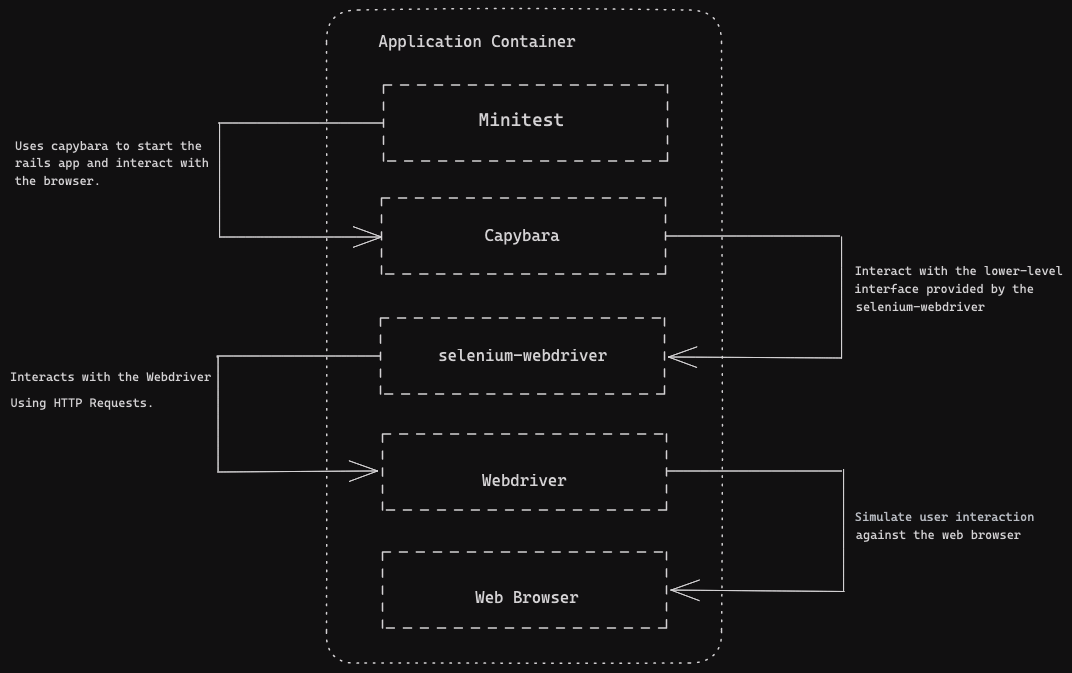 Application Container
Minitest
Uses capybara to start the
rails app and interact with
the browser.
Capybara
Interact with the lower-level
interface provided by the
selenium-webdriver
selenium-webdriver
Interacts with the Webdriver
Using HTTP Requests.
Webdriver
Simulate user interaction
against the web browser
Web Browser